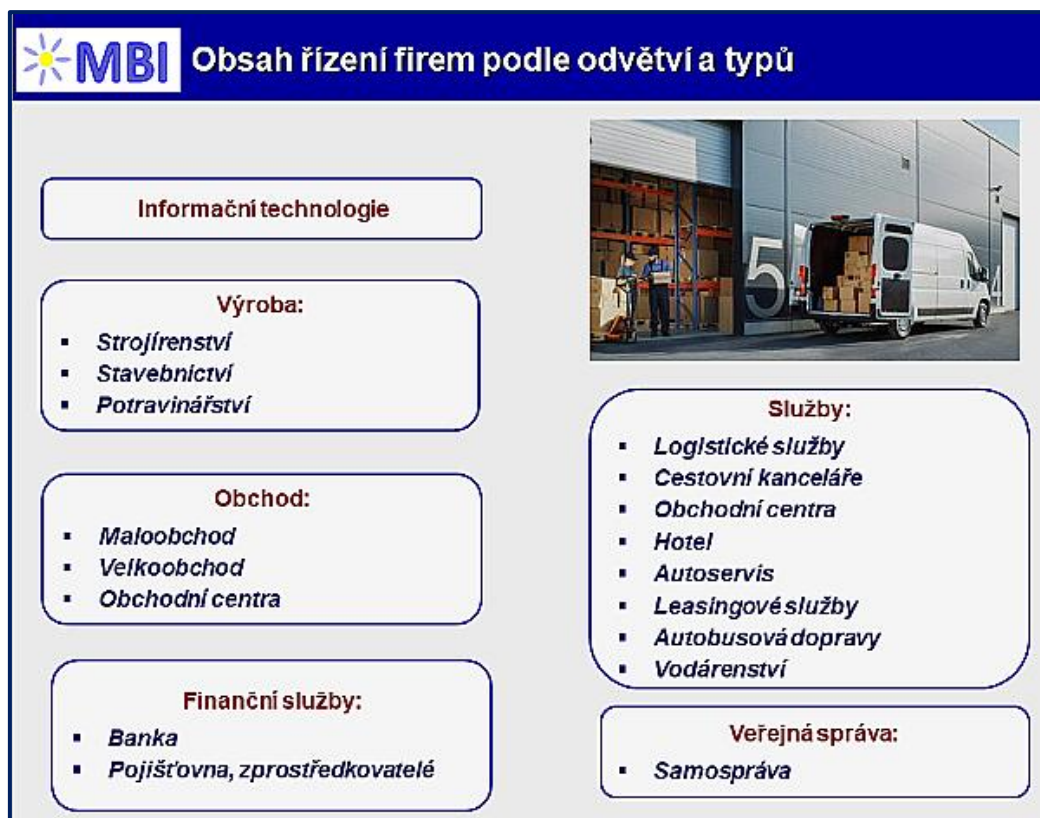 MBI Obsah řízení firem podle odvětví a typů
Informační technologie
Výroba:
▪ Strojírenství
▪ Stavebnictví
▪ Potravinářství
Obchod:
▪ Maloobchod
▪ Velkoobchod
▪ Obchodní centra
Finanční služby:
▪ Banka
▪ Pojišťovna, zprostředkovatelé
5
4
Služby:
▪ Logistické služby
▪ Cestovní kanceláře
▪ Obchodní centra
▪ Hotel
▪ Autoservis
▪ Leasingové služby
▪ Autobusová dopravy
▪ Vodárenství
Veřejná správa:
▪ Samospráva